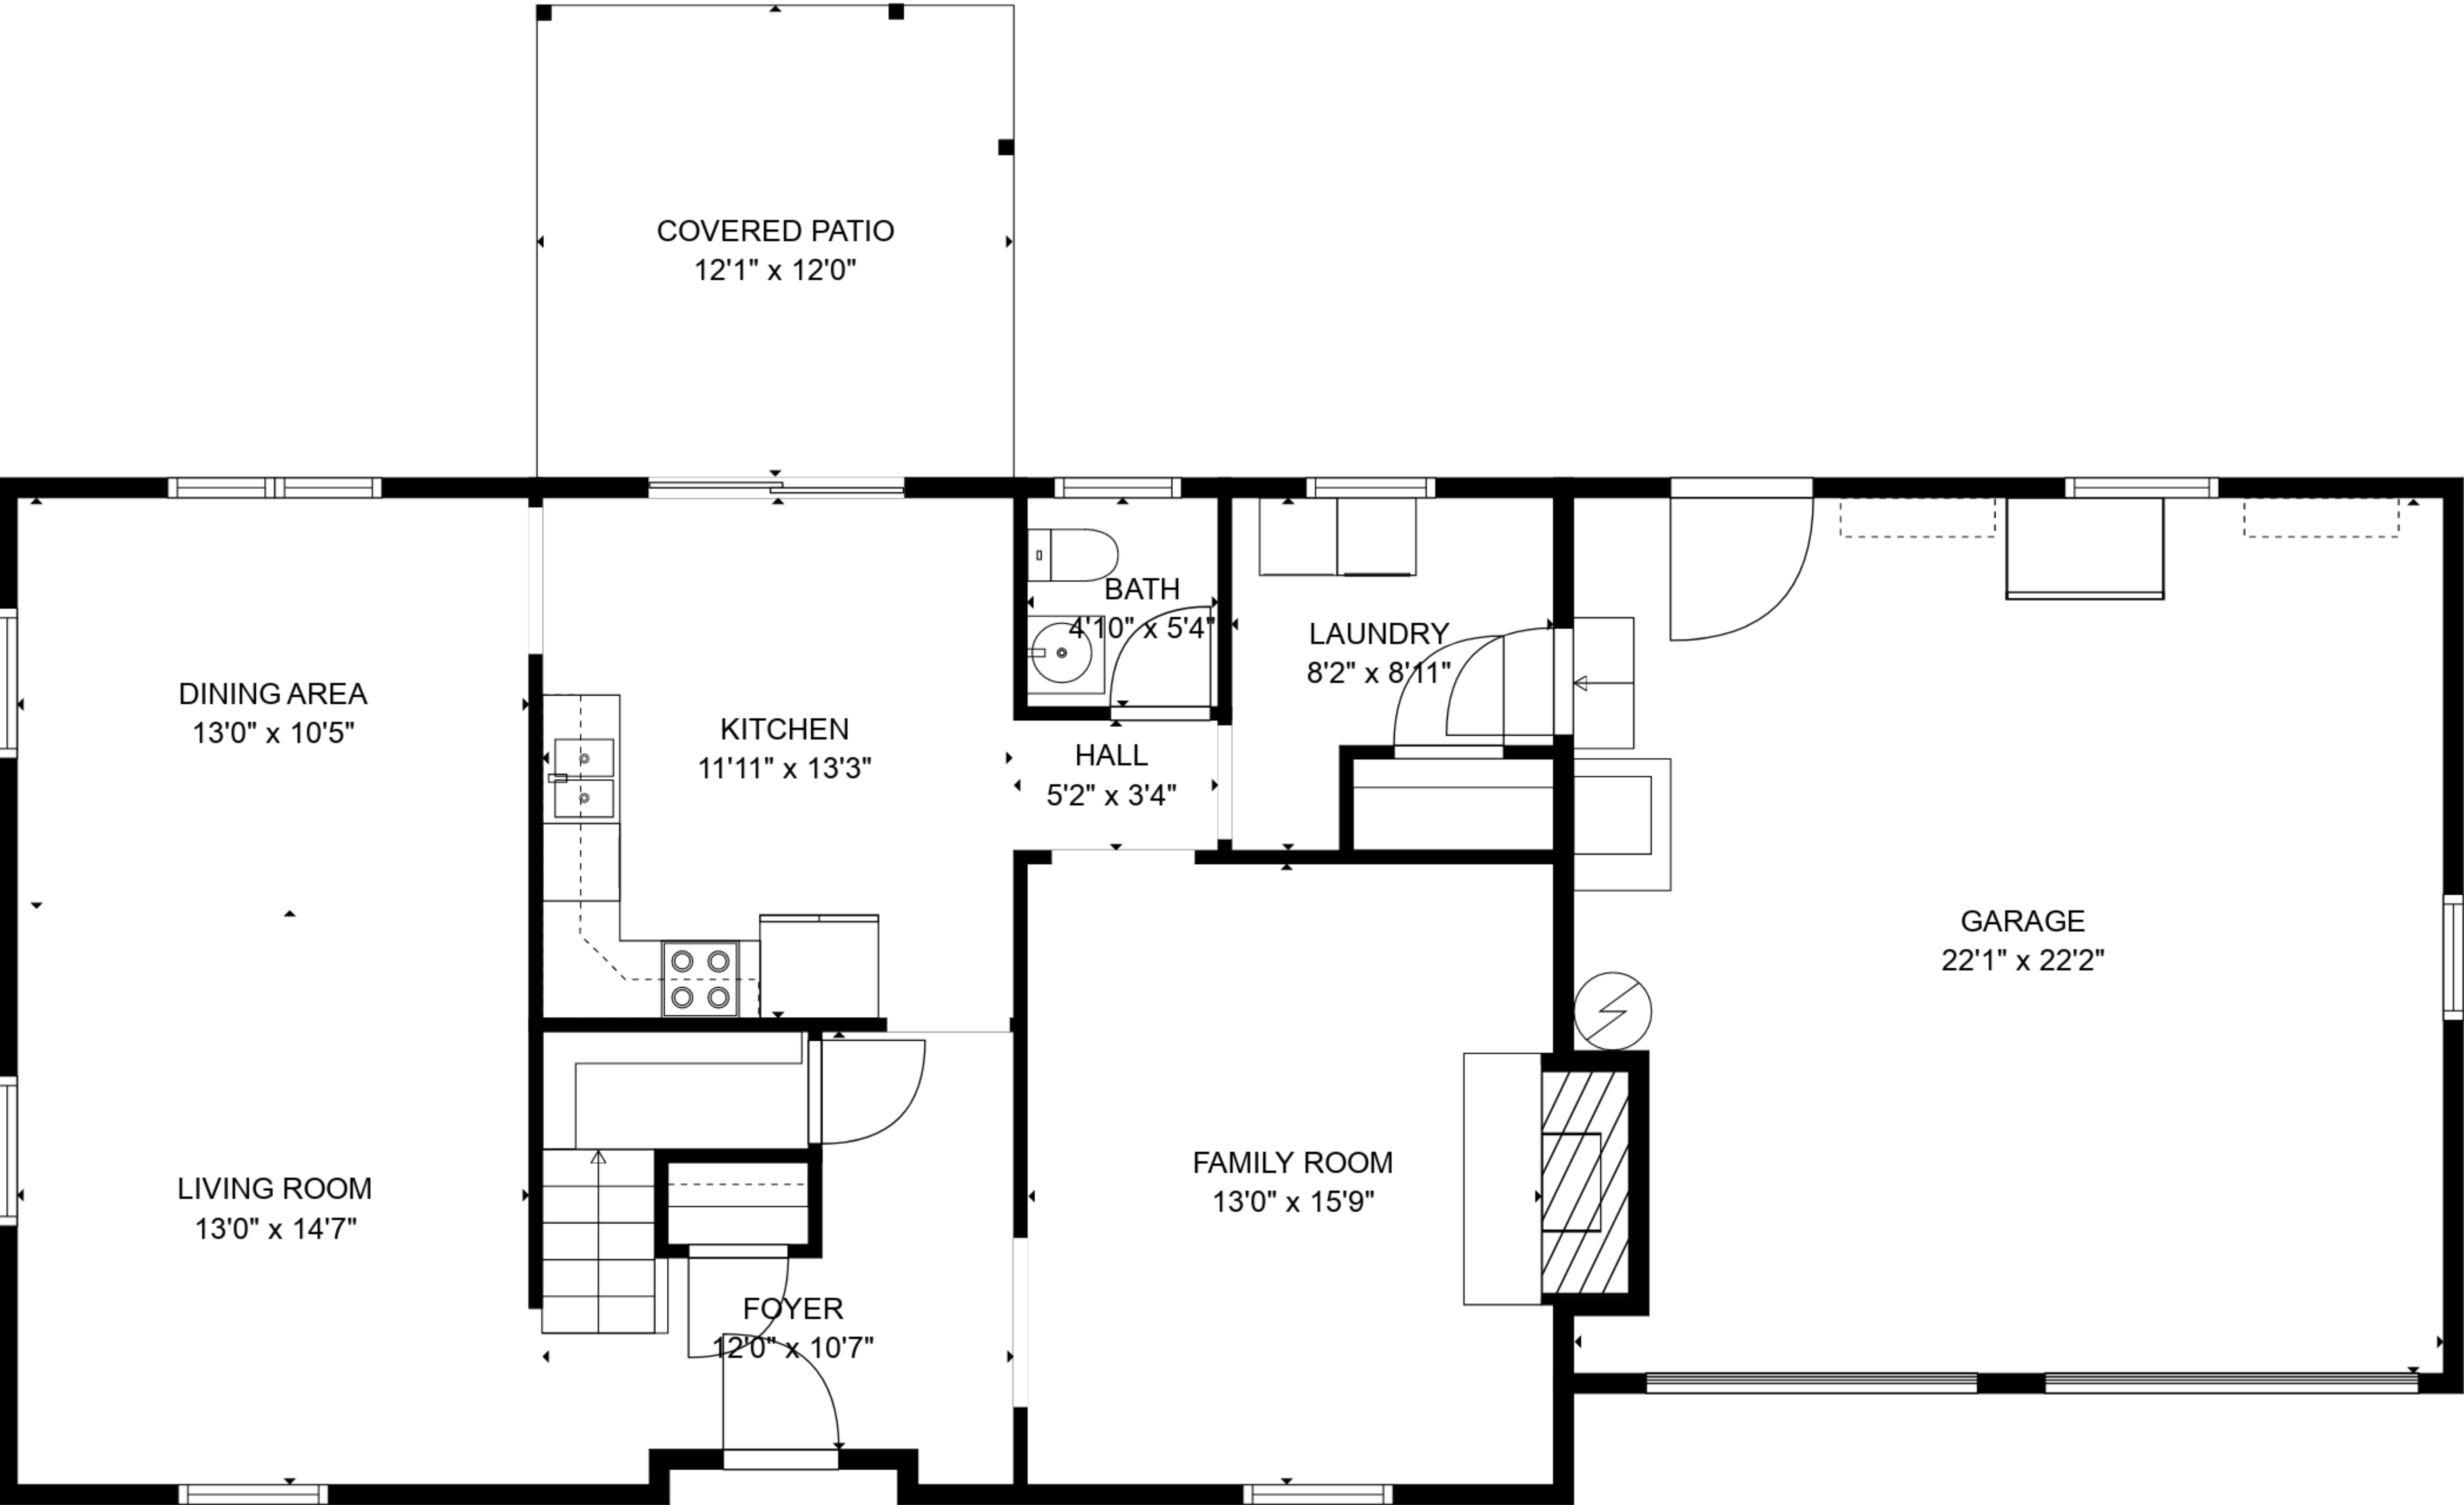 COVERED PATIO
12'1" x 12'0"
BATH
4'10" x 5'4"
LAUNDRY
8'2" x 8'11"
DINING AREA
13'0" x 10'5"
KITCHEN
11'11" x 13'3"
HALL
5'2" x 3'4"
GARAGE
22'1" x 22'2"
LIVING ROOM
13'0" x 14'7"
FAMILY ROOM
13'0" x 15'9"
FOYER
12'0" x 10'7"